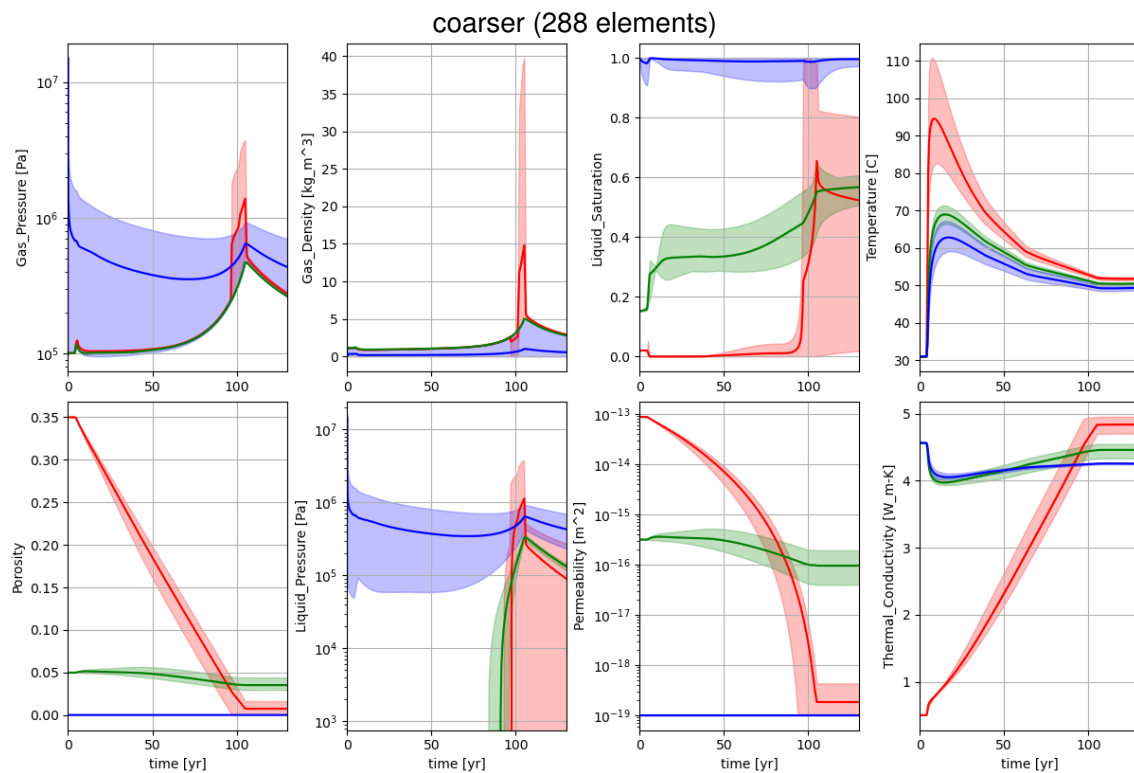 coarser (288 elements)
Gas_Pressure [Pa]
10^7
10^6
10^5
0 50 100
Gas_Density [kg_m^3]
40
35
30
25
20
15
10
5
0
0 50 100
Liquid_Saturation
1.0
0.8
0.6
0.4
0.2
0.0
0 50 100
Temperature [C]
110
100
90
80
70
60
50
40
30
0 50 100
Porosity
0.35
0.30
0.25
0.20
0.15
0.10
0.05
0.00
0 50 100
time [yr]
Liquid_Pressure [Pa]
10^7
10^6
10^5
10^4
10^3
0 50 100
time [yr]
Permeability [m^2]
10^−13
10^−14
10^−15
10^−16
10^−17
10^−18
10^−19
0 50 100
time [yr]
Thermal_Conductivity [W_m-K]
5
4
3
2
1
0 50 100
time [yr]